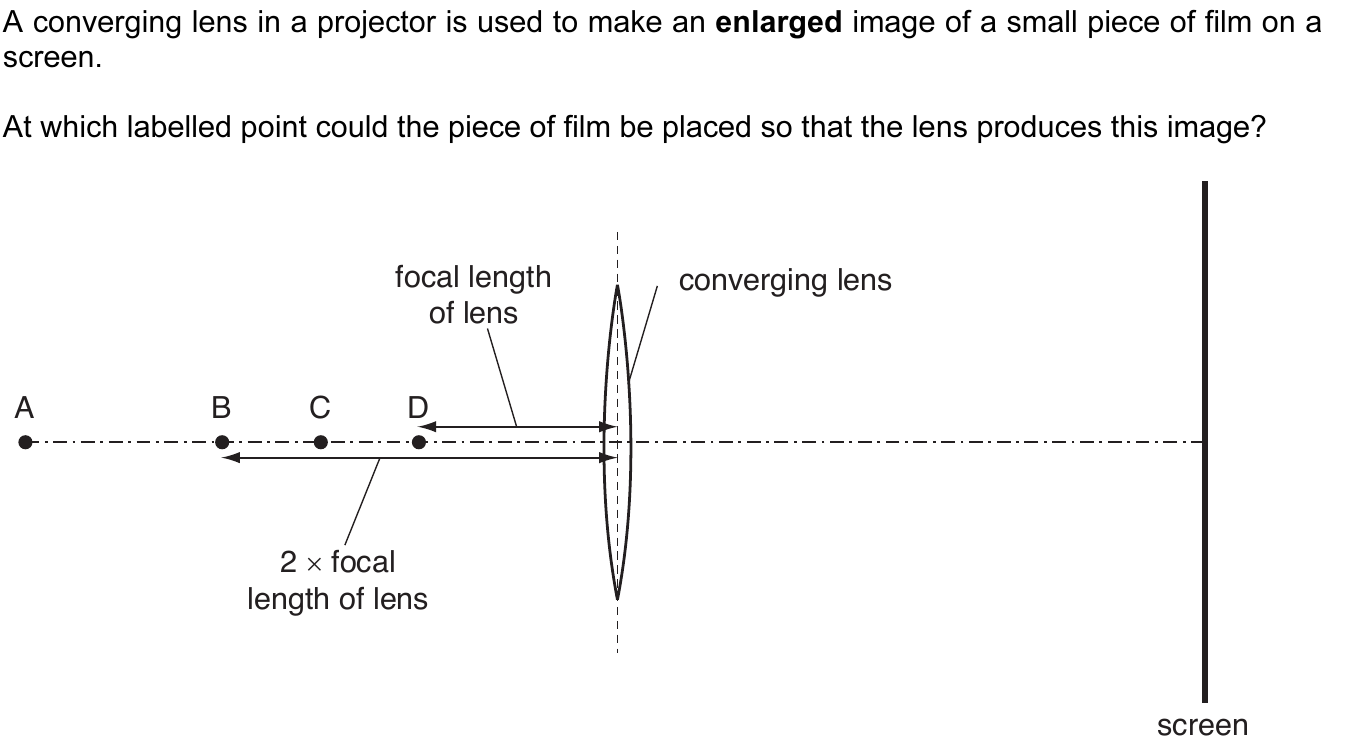 A converging lens in a projector is used to make an enlarged image of a small piece of film on a
screen.
At which labelled point could the piece of film be placed so that the lens produces this image?
focal length
of lens
converging lens
A
B
C
D
2 × focal
length of lens
screen